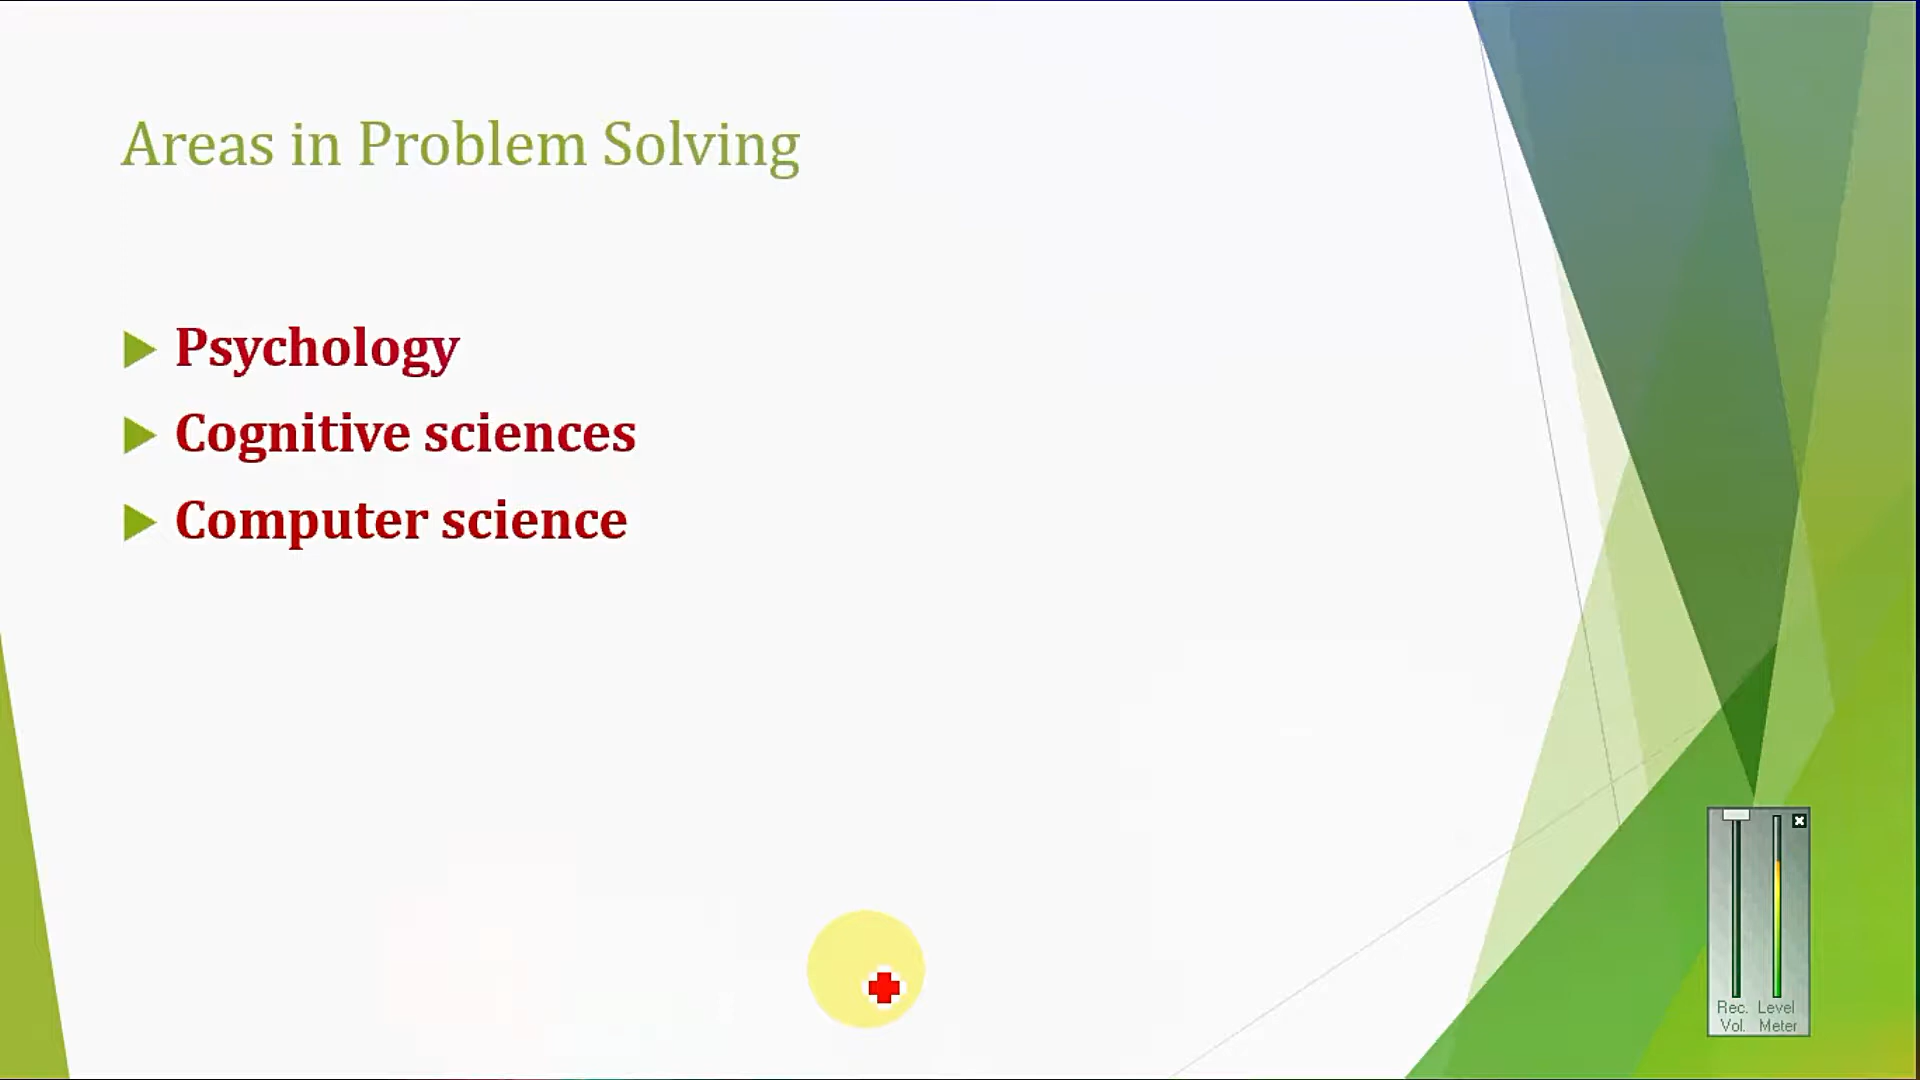 Areas in Problem Solving
Psychology
Cognitive sciences
Computer science
Rec. Level
Vol. Meter